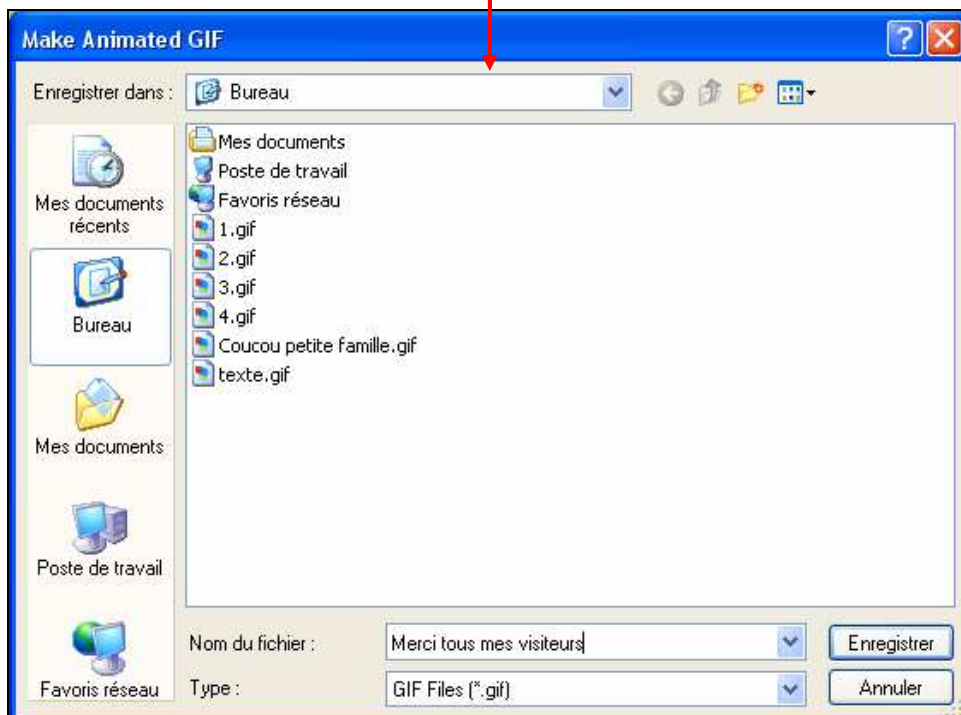 Make Animated GIF
Enregistrer dans :
Bureau
Mes documents récents
Bureau
Mes documents
Poste de travail
Favoris réseau
Mes documents
Poste de travail
Favoris réseau
1.gif
2.gif
3.gif
4.gif
Coucou petite famille.gif
texte.gif
Nom du fichier :
Merci tous mes visiteurs
Enregistrer
Type :
GIF Files (*.gif)
Annuler